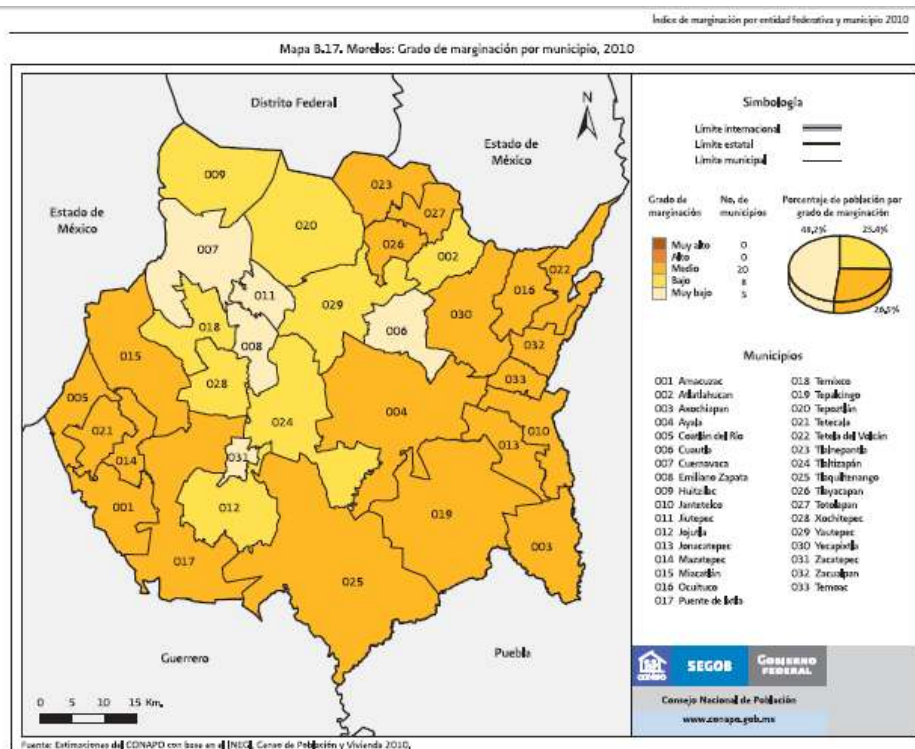 Índice de marginación por entidad federativa y municipio 2010
Mapa B.17. Morelos: Grado de marginación por municipio, 2010
Distrito Federal
N
Estado de
México
Estado de
México
009
023
027
020
026
007
002
022
016
011
029
030
018
006
008
032
015
028
033
005
004
024
010
021
013
014
031
001
012
019
003
017
025
Guerrero
Puebla
0 5 10 15 Km.
Simbología
Límite internacional
Límite estatal
Límite municipal
Grado de
marginación
No. de
municipios
Porcentaje de población por
grado de marginación
Muy alto 0
Alto 0
Medio 20
Bajo 8
Muy bajo 5
48,2%
25.4%
Municipios
001 Amacuzac
002 Atlatlahucan
003 Axochiapan
004 Ayala
005 Coatlán del Río
006 Cuautla
007 Cuernavaca
008 Emiliano Zapata
009 Huitzilac
010 Jantetelco
011 Jiutepec
012 Jojutla
013 Jonacatepec
014 Mazatepec
015 Miacatlán
016 Ocuituco
017 Puente de Ixtla
018 Temixco
019 Tepalcingo
020 Tepoztlán
021 Tetecala
022 Tetela del Volcán
023 Tlalnepantla
024 Tlaltizapán
025 Tlaquiltenango
026 Tlayacapan
027 Totolapan
028 Xochitepec
029 Yautepec
030 Yecapixtla
031 Zacatepec
032 Zacualpan
033 Temoac
CONAPO
SEGOB
GOBIERNO
FEDERAL
Consejo Nacional de Población
www.conapo.gob.mx
Fuente: Estimaciones del CONAPO con base en el INEGI, Censo de Población y Vivienda 2010.